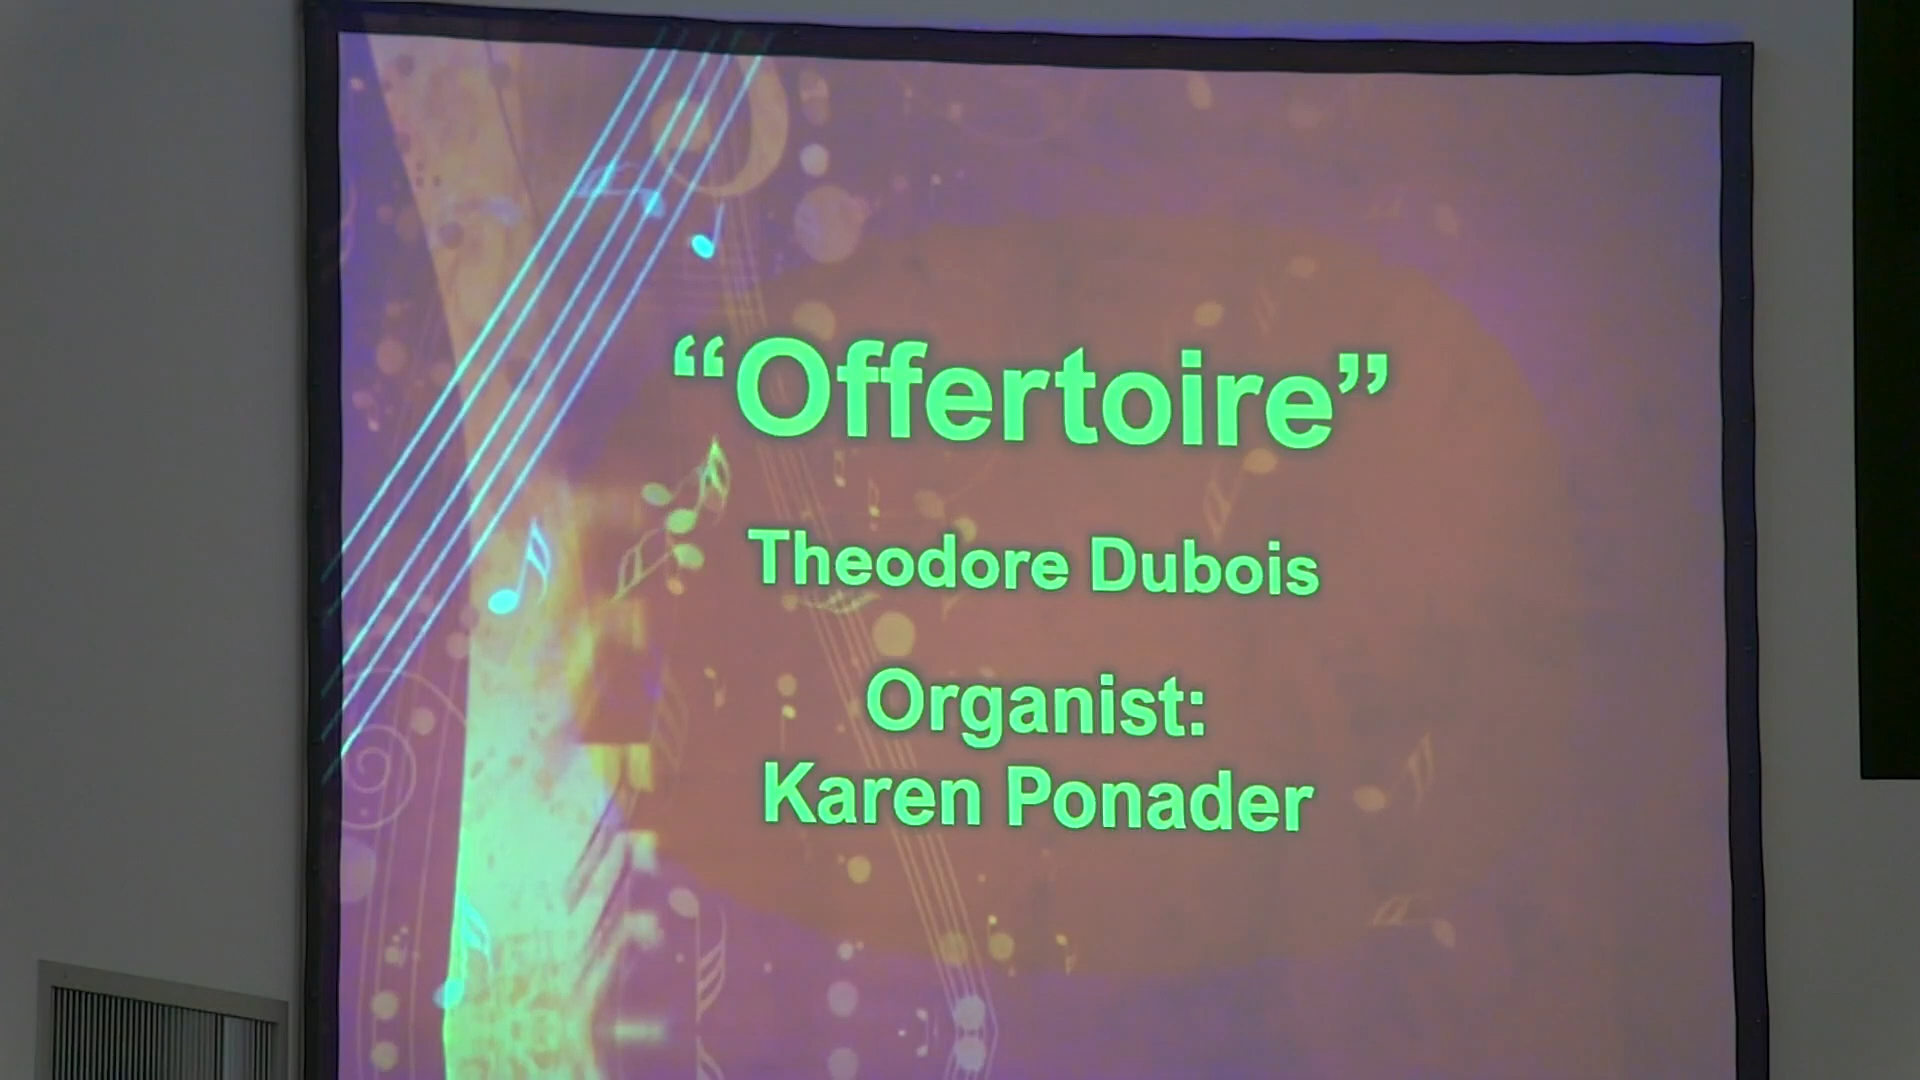 “Offertoire”
Theodore Dubois
Organist:
Karen Ponader